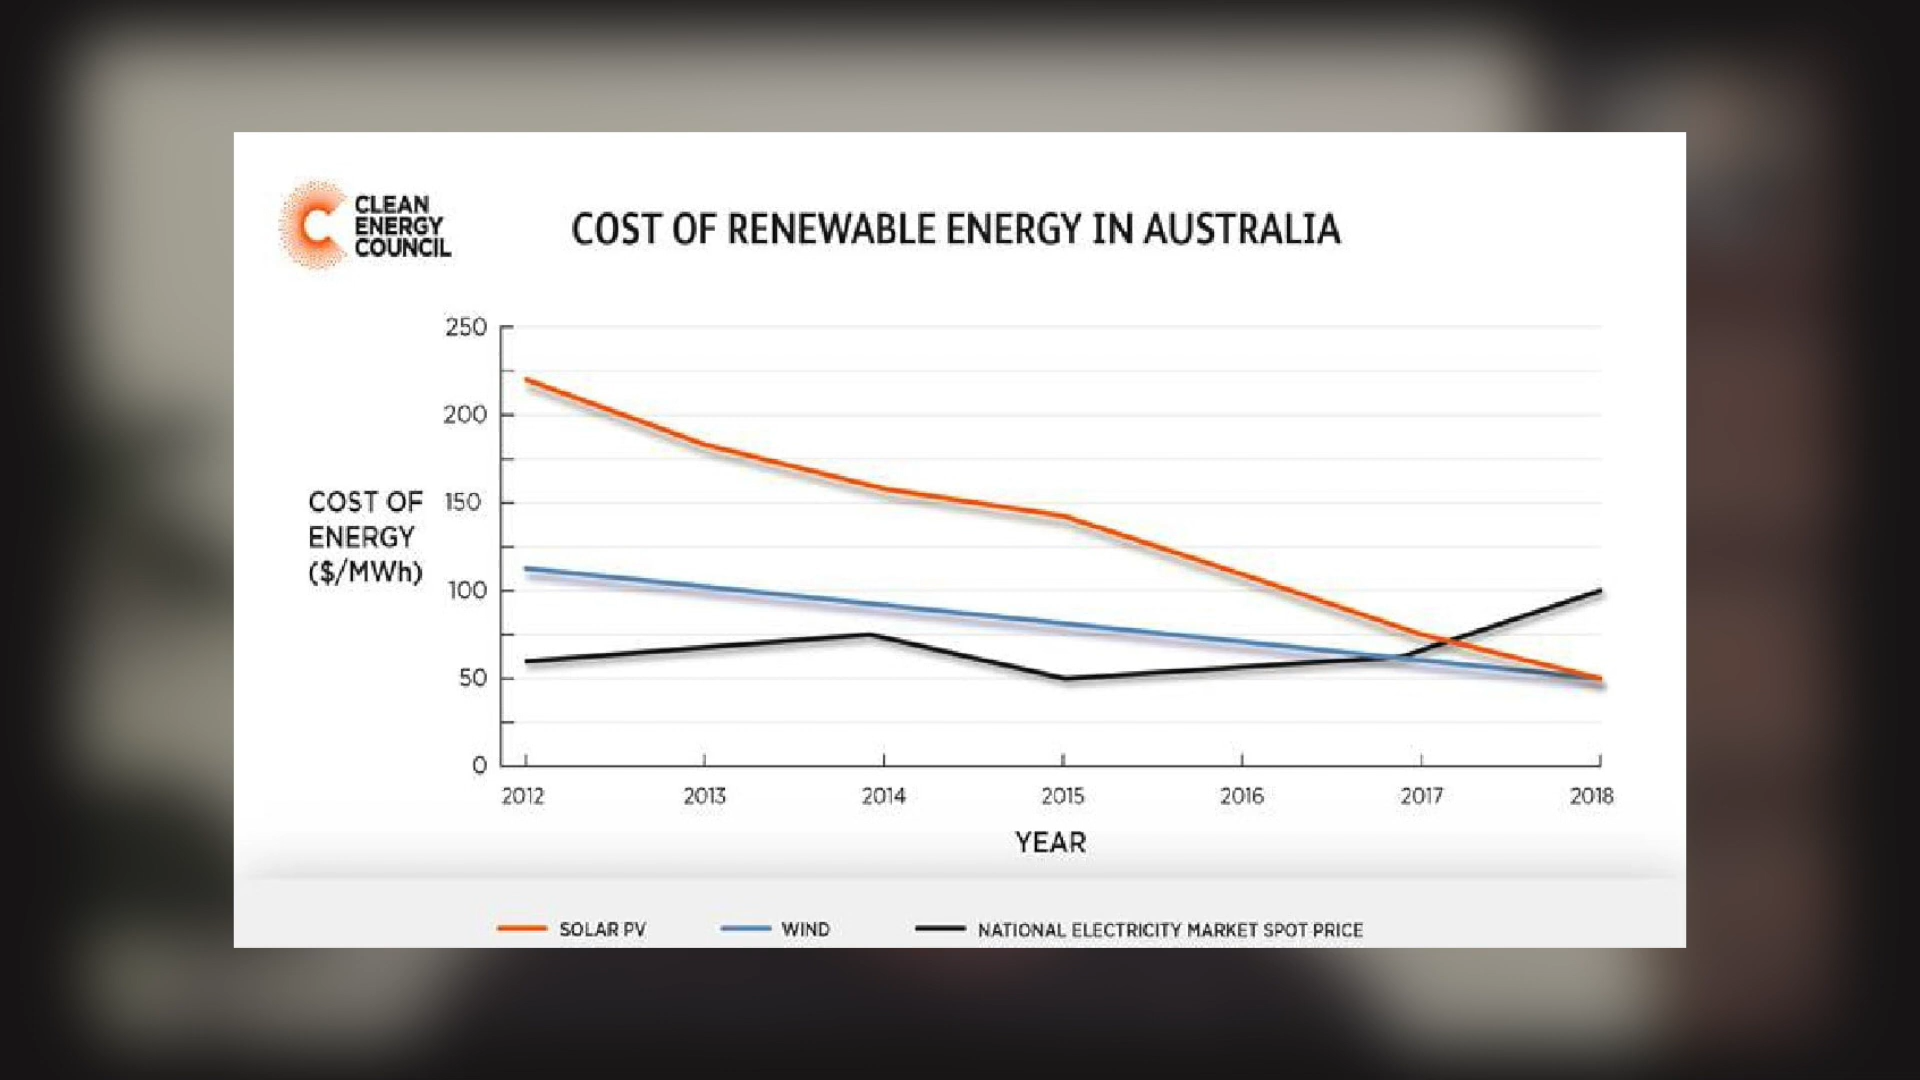 CLEAN
ENERGY
COUNCIL
COST OF RENEWABLE ENERGY IN AUSTRALIA
250
200
150
100
50
0
COST OF
ENERGY
($/MWh)
2012 2013 2014 2015 2016 2017 2018
YEAR
SOLAR PV WIND NATIONAL ELECTRICITY MARKET SPOT PRICE